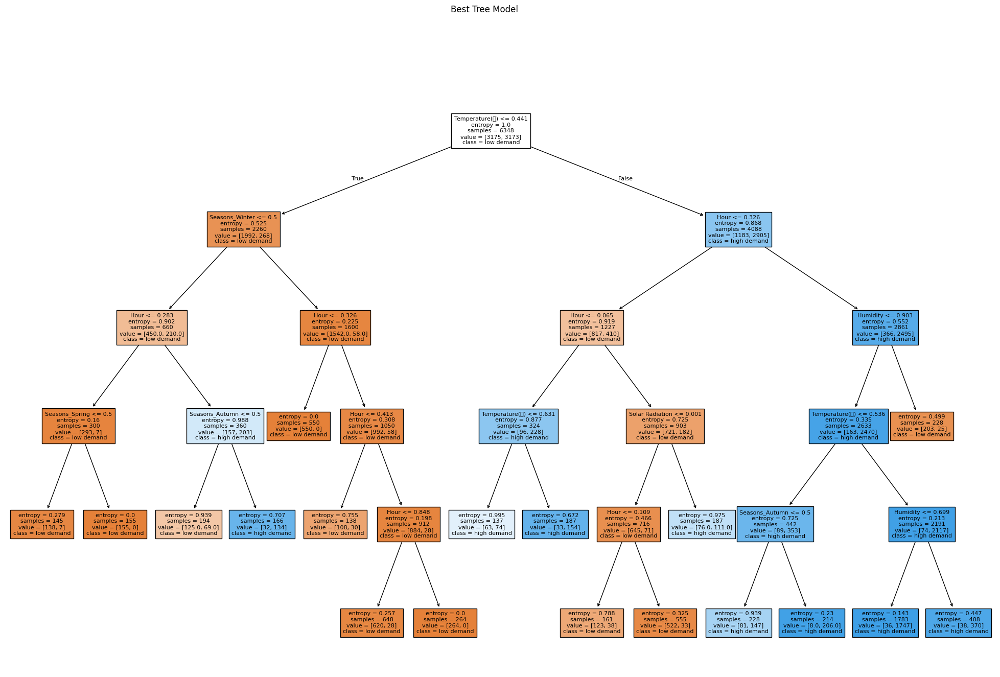 Best Tree Model
Temperature(▯) <= 0.441
entropy = 1.0
samples = 6348
value = [3175, 3173]
class = low demand
True
False
Seasons_Winter <= 0.5
entropy = 0.525
samples = 2260
value = [1992, 268]
class = low demand
Hour <= 0.326
entropy = 0.868
samples = 4088
value = [1183, 2905]
class = high demand
Hour <= 0.283
entropy = 0.902
samples = 660
value = [450.0, 210.0]
class = low demand
Hour <= 0.326
entropy = 0.225
samples = 1600
value = [1542.0, 58.0]
class = low demand
Hour <= 0.065
entropy = 0.919
samples = 1227
value = [817, 410]
class = low demand
Humidity <= 0.903
entropy = 0.552
samples = 2861
value = [366, 2495]
class = high demand
Seasons_Spring <= 0.5
entropy = 0.16
samples = 300
value = [293, 7]
class = low demand
Seasons_Autumn <= 0.5
entropy = 0.988
samples = 360
value = [157, 203]
class = high demand
entropy = 0.0
samples = 550
value = [550, 0]
class = low demand
Hour <= 0.413
entropy = 0.308
samples = 1050
value = [992, 58]
class = low demand
Temperature(▯) <= 0.631
entropy = 0.877
samples = 324
value = [96, 228]
class = high demand
Solar Radiation <= 0.001
entropy = 0.725
samples = 903
value = [721, 182]
class = low demand
Temperature(▯) <= 0.536
entropy = 0.335
samples = 2633
value = [163, 2470]
class = high demand
entropy = 0.499
samples = 228
value = [203, 25]
class = low demand
entropy = 0.279
samples = 145
value = [138, 7]
class = low demand
entropy = 0.0
samples = 155
value = [155, 0]
class = low demand
entropy = 0.939
samples = 194
value = [125.0, 69.0]
class = low demand
entropy = 0.707
samples = 166
value = [32, 134]
class = high demand
entropy = 0.755
samples = 138
value = [108, 30]
class = low demand
Hour <= 0.848
entropy = 0.198
samples = 912
value = [884, 28]
class = low demand
entropy = 0.995
samples = 137
value = [63, 74]
class = high demand
entropy = 0.672
samples = 187
value = [33, 154]
class = high demand
Hour <= 0.109
entropy = 0.466
samples = 716
value = [645, 71]
class = low demand
entropy = 0.975
samples = 187
value = [76.0, 111.0]
class = high demand
Seasons_Autumn <= 0.5
entropy = 0.725
samples = 442
value = [89, 353]
class = high demand
Humidity <= 0.699
entropy = 0.213
samples = 2191
value = [74, 2117]
class = high demand
entropy = 0.257
samples = 648
value = [620, 28]
class = low demand
entropy = 0.0
samples = 264
value = [264, 0]
class = low demand
entropy = 0.788
samples = 161
value = [123, 38]
class = low demand
entropy = 0.325
samples = 555
value = [522, 33]
class = low demand
entropy = 0.939
samples = 228
value = [81, 147]
class = high demand
entropy = 0.23
samples = 214
value = [8.0, 206.0]
class = high demand
entropy = 0.143
samples = 1783
value = [36, 1747]
class = high demand
entropy = 0.447
samples = 408
value = [38, 370]
class = high demand